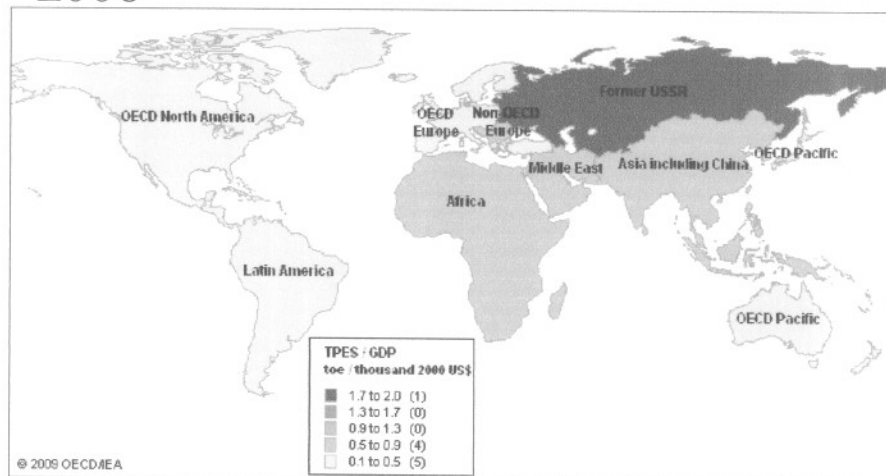 OECD North America
Former USSR
OECD
Europe
Non-OECD
Europe
Middle East
Asia including China
OECD Pacific
Africa
Latin America
OECD Pacific
TPES / GDP
toe / thousand 2000 US$
1.7 to 2.0 (1)
1.3 to 1.7 (0)
0.9 to 1.3 (0)
0.5 to 0.9 (4)
0.1 to 0.5 (5)
© 2009 OECD/IEA